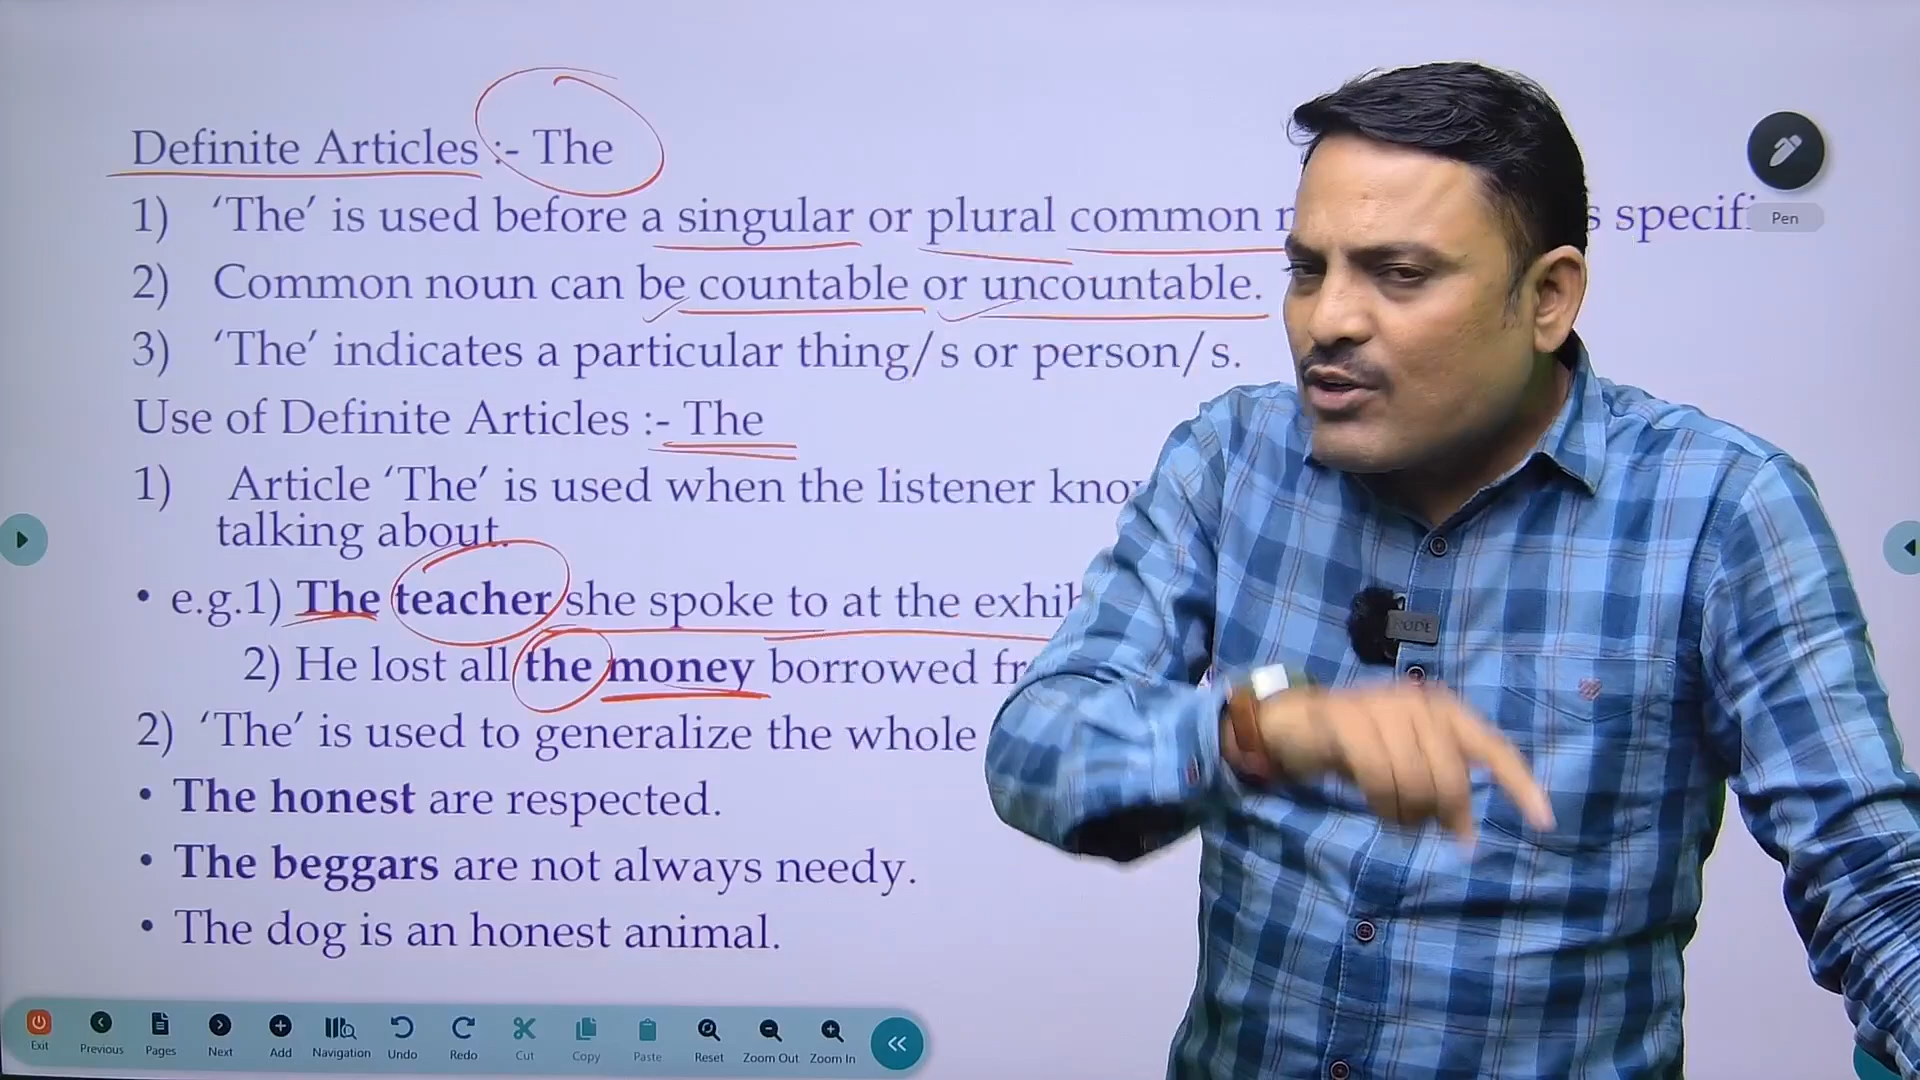 Definite Articles :- The
1) ‘The’ is used before a singular or plural common specifi
2) Common noun can be countable or uncountable.
3) ‘The’ indicates a particular thing/s or person/s.
Use of Definite Articles :- The
1) Article ‘The’ is used when the listener
talking about.
• e.g.1) The teacher she spoke to at the
2) He lost all the money borrowed
2) ‘The’ is used to generalize the whole
• The honest are respected.
• The beggars are not always needy.
• The dog is an honest animal.
Pen
RODE
Exit Previous Pages Next Add Navigation Undo Redo Cut Copy Paste Reset Zoom Out Zoom In